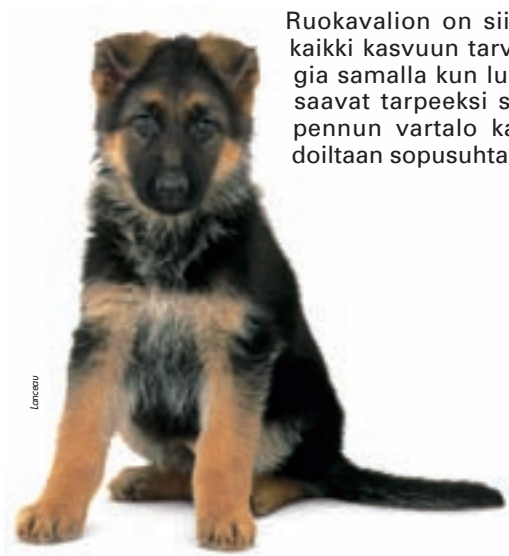 Ruokavalion on sii
kaikki kasvuun tarv
gia samalla kun lu
saavat tarpeeksi s
pennun vartalo ka
doiltaan sopusuhta
Lanceau